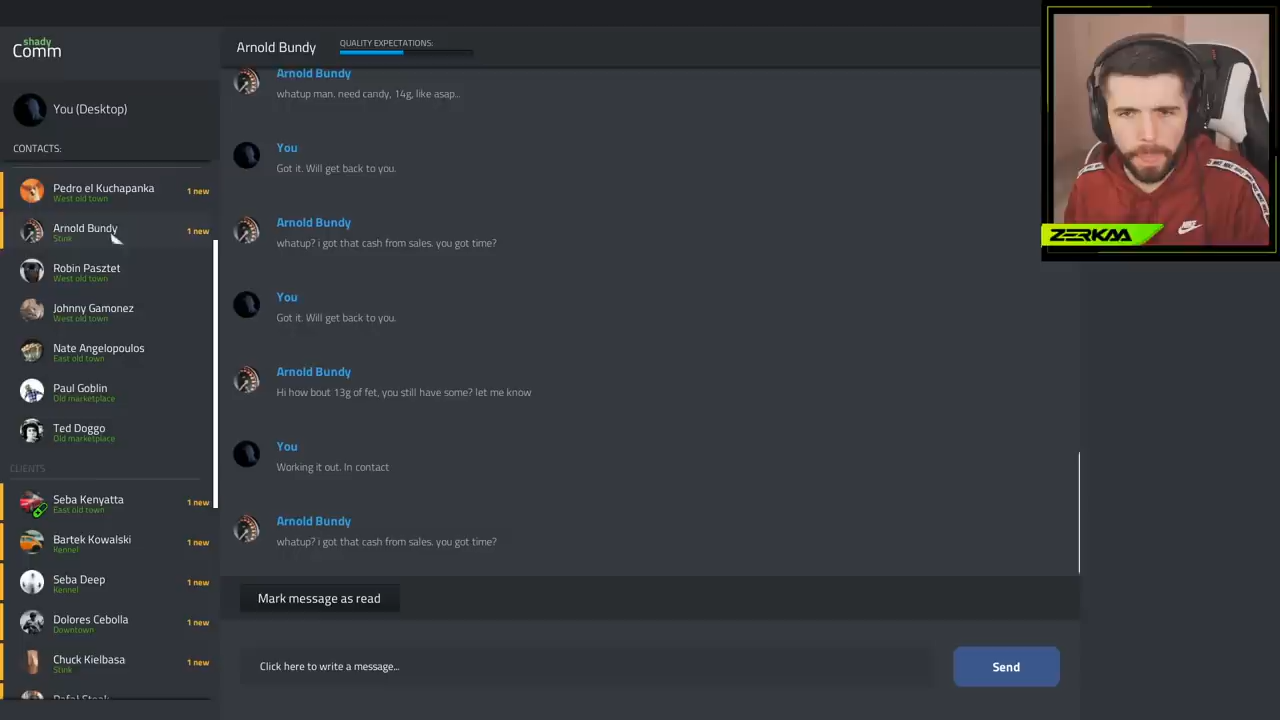 shady
Comm
You (Desktop)
CONTACTS:
Pedro el Kuchapanka
West old town
1 new
Arnold Bundy
Stink
1 new
Robin Pasztet
West old town
Johnny Gamonez
West old town
Nate Angelopoulos
East old town
Paul Goblin
Old marketplace
Ted Doggo
Old marketplace
CLIENTS
Seba Kenyatta
East old town
1 new
Bartek Kowalski
Kennel
1 new
Seba Deep
Kennel
1 new
Dolores Cebolla
Downtown
1 new
Chuck Kielbasa
Stink
1 new
Arnold Bundy
QUALITY EXPECTATIONS:
Arnold Bundy
whatup man. need candy, 14g, like asap...
You
Got it. Will get back to you.
Arnold Bundy
whatup? i got that cash from sales. you got time?
You
Got it. Will get back to you.
Arnold Bundy
Hi how bout 13g of fet, you still have some? let me know
You
Working it out. In contact
Arnold Bundy
whatup? i got that cash from sales. you got time?
Mark message as read
Click here to write a message...
Send
ZERKAA